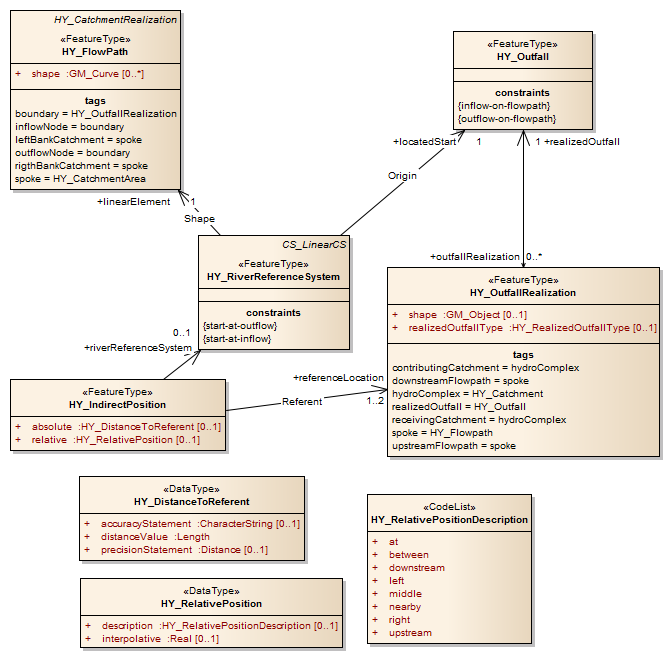 HY_CatchmentRealization
«FeatureType»
HY_FlowPath
+ shape :GM_Curve [0..*]
tags
boundary = HY_OutfallRealization
inflowNode = boundary
leftBankCatchment = spoke
outflowNode = boundary
rigthBankCatchment = spoke
spoke = HY_CatchmentArea
«FeatureType»
HY_Outfall
constraints
{inflow-on-flowpath}
{outflow-on-flowpath}
+locatedStart 1
1 +realizedOutfall
Origin
+linearElement 1
Shape
CS_LinearCS
«FeatureType»
HY_RiverReferenceSystem
constraints
{start-at-outflow}
{start-at-inflow}
+outfallRealization 0..*
«FeatureType»
HY_OutfallRealization
+ shape :GM_Object [0..1]
+ realizedOutfallType :HY_RealizedOutfallType [0..1]
tags
contributingCatchment = hydroComplex
downstreamFlowpath = spoke
hydroComplex = HY_Catchment
realizedOutfall = HY_Outfall
receivingCatchment = hydroComplex
spoke = HY_Flowpath
upstreamFlowpath = spoke
0..1
+riverReferenceSystem
+referenceLocation
Referent
1..2
«FeatureType»
HY_IndirectPosition
+ absolute :HY_DistanceToReferent [0..1]
+ relative :HY_RelativePosition [0..1]
«DataType»
HY_DistanceToReferent
+ accuracyStatement :CharacterString [0..1]
+ distanceValue :Length
+ precisionStatement :Distance [0..1]
«DataType»
HY_RelativePosition
+ description :HY_RelativePositionDescription [0..1]
+ interpolative :Real [0..1]
«CodeList»
HY_RelativePositionDescription
+ at
+ between
+ downstream
+ left
+ middle
+ nearby
+ right
+ upstream